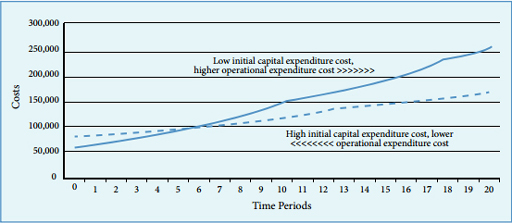 300,000
250,000
200,000
150,000
100,000
50,000
0
Costs
Low initial capital expenditure cost,
higher operational expenditure cost >>>>>>>
High initial capital expenditure cost, lower
<<<<<<<< operational expenditure cost
0 1 2 3 4 5 6 7 8 9 10 11 12 13 14 15 16 17 18 19 20
Time Periods